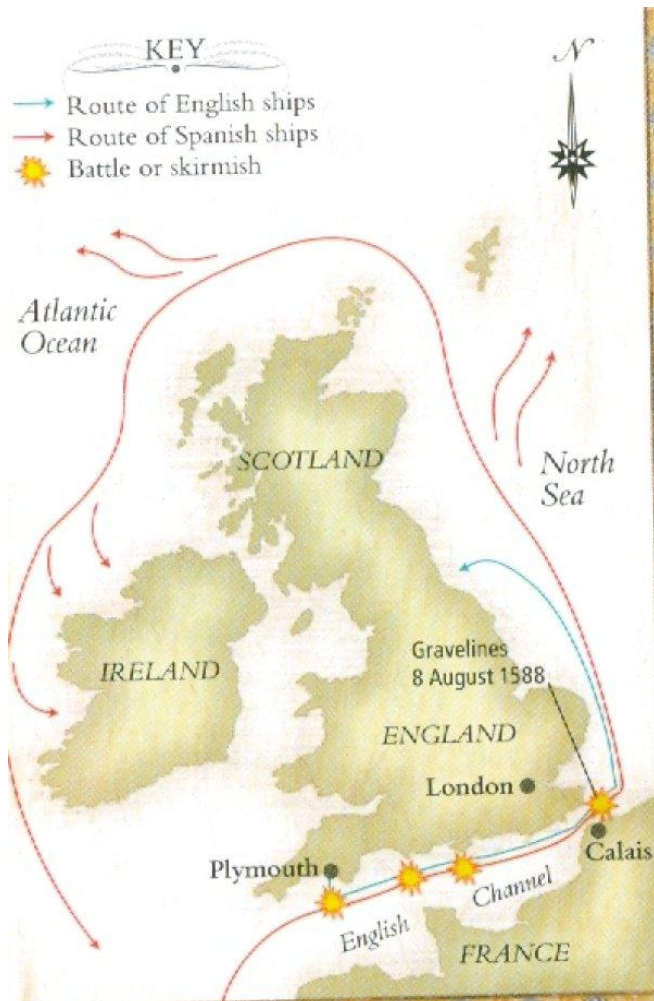 KEY
N
Route of English ships
Route of Spanish ships
Battle or skirmish
Atlantic
Ocean
SCOTLAND
North
Sea
IRELAND
Gravelines
8 August 1588
ENGLAND
London
Calais
Plymouth
English
Channel
FRANCE